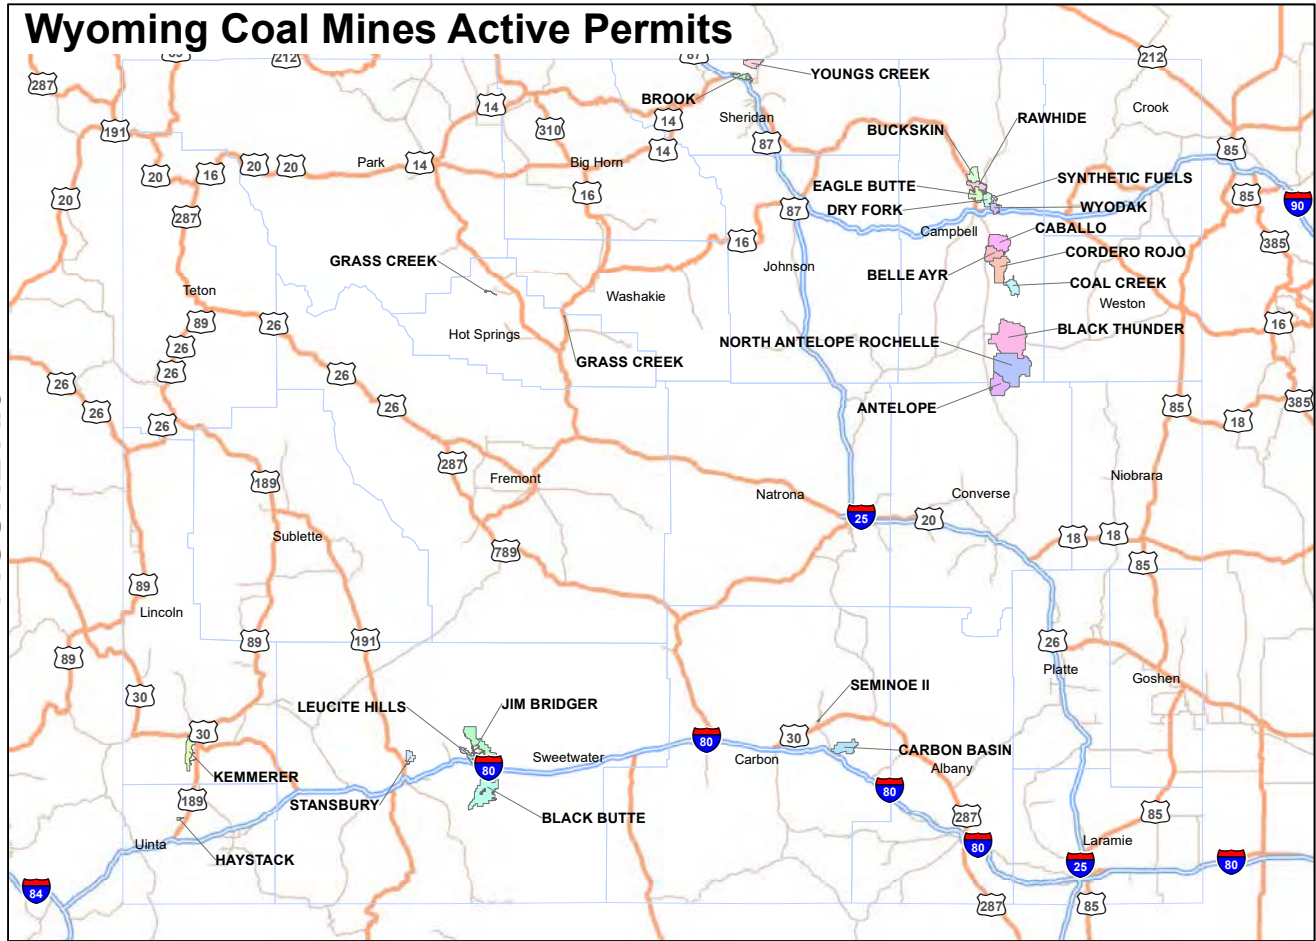 Wyoming Coal Mines Active Permits
212
87
212
287
YOUNGS CREEK
BROOK
14
14
Crook
191
310
Sheridan
RAWHIDE
BUCKSKIN
87
85
Park
14
14
Big Horn
20
20
16
20
EAGLE BUTTE
SYNTHETIC FUELS
20
16
85
90
287
87
DRY FORK
WYODAK
Campbell
CABALLO
16
385
GRASS CREEK
Johnson
BELLE AYR
CORDERO ROJO
COAL CREEK
Teton
Washakie
Weston
89
26
Hot Springs
16
26
NORTH ANTELOPE ROCHELLE
BLACK THUNDER
26
GRASS CREEK
26
26
26
26
ANTELOPE
85
385
26
18
287
Fremont
Niobrara
189
Natrona
Converse
25
20
Sublette
18
18
789
85
89
Lincoln
89
191
26
89
Platte
Goshen
30
SEMINOE II
LEUCITE HILLS
JIM BRIDGER
30
80
30
CARBON BASIN
Sweetwater
Carbon
80
Albany
KEMMERER
80
189
STANSBURY
BLACK BUTTE
287
85
Uinta
80
Laramie
HAYSTACK
25
80
84
287
85